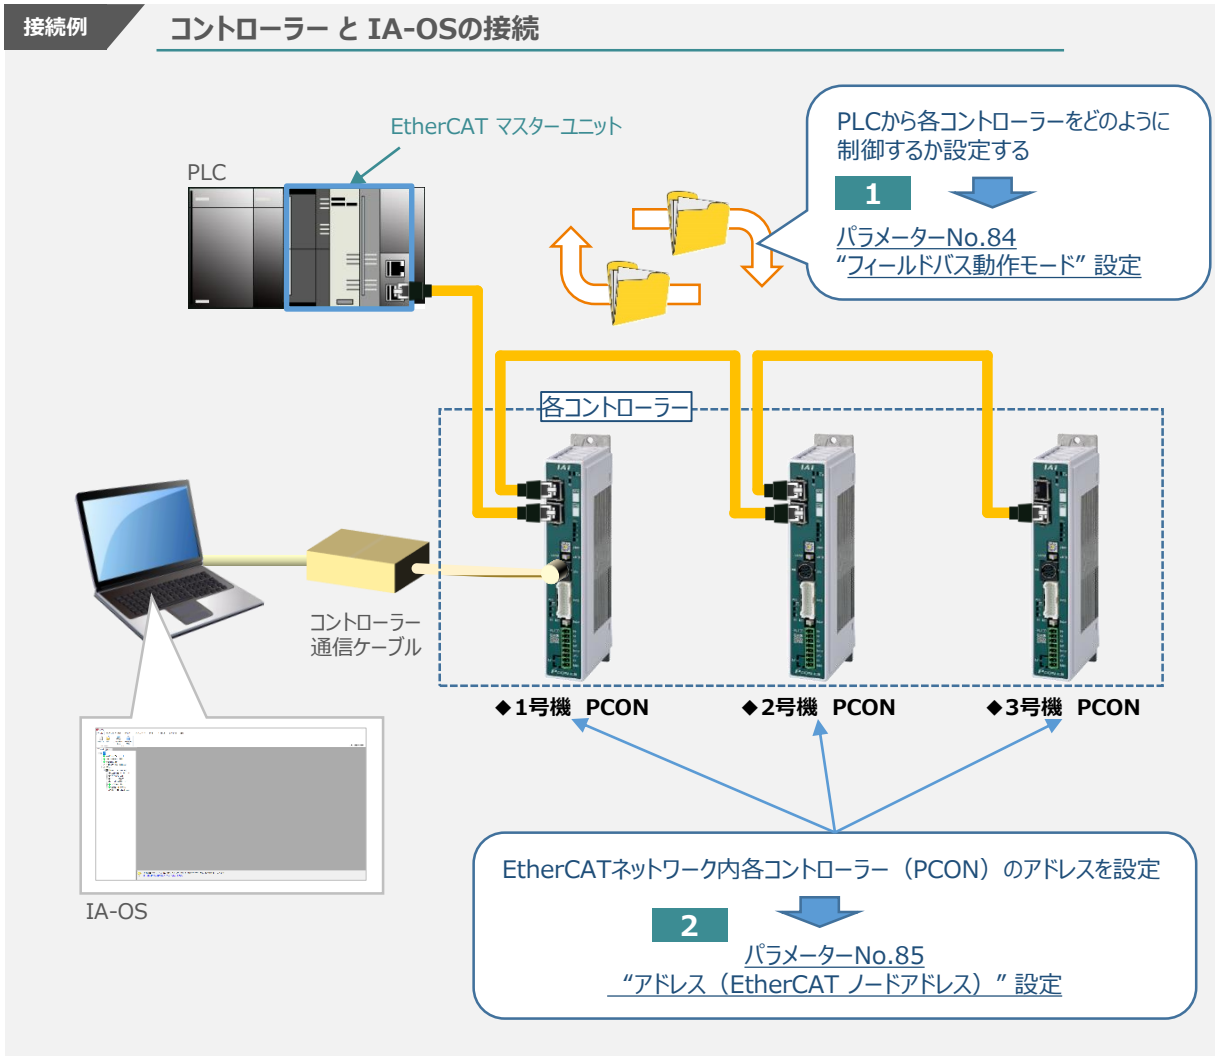 接続例
コントローラー と IA-OSの接続
EtherCAT マスターユニット
PLC
PLCから各コントローラーをどのように
制御するか設定する
1
パラメーターNo.84
“フィールドバス動作モード” 設定
各コントローラー
IAI
IAI
IAI
コントローラー
通信ケーブル
◆1号機 PCON
◆2号機 PCON
◆3号機 PCON
IA-OS
EtherCATネットワーク内各コントローラー（PCON）のアドレスを設定
2
パラメーターNo.85
“アドレス（EtherCAT ノードアドレス）” 設定